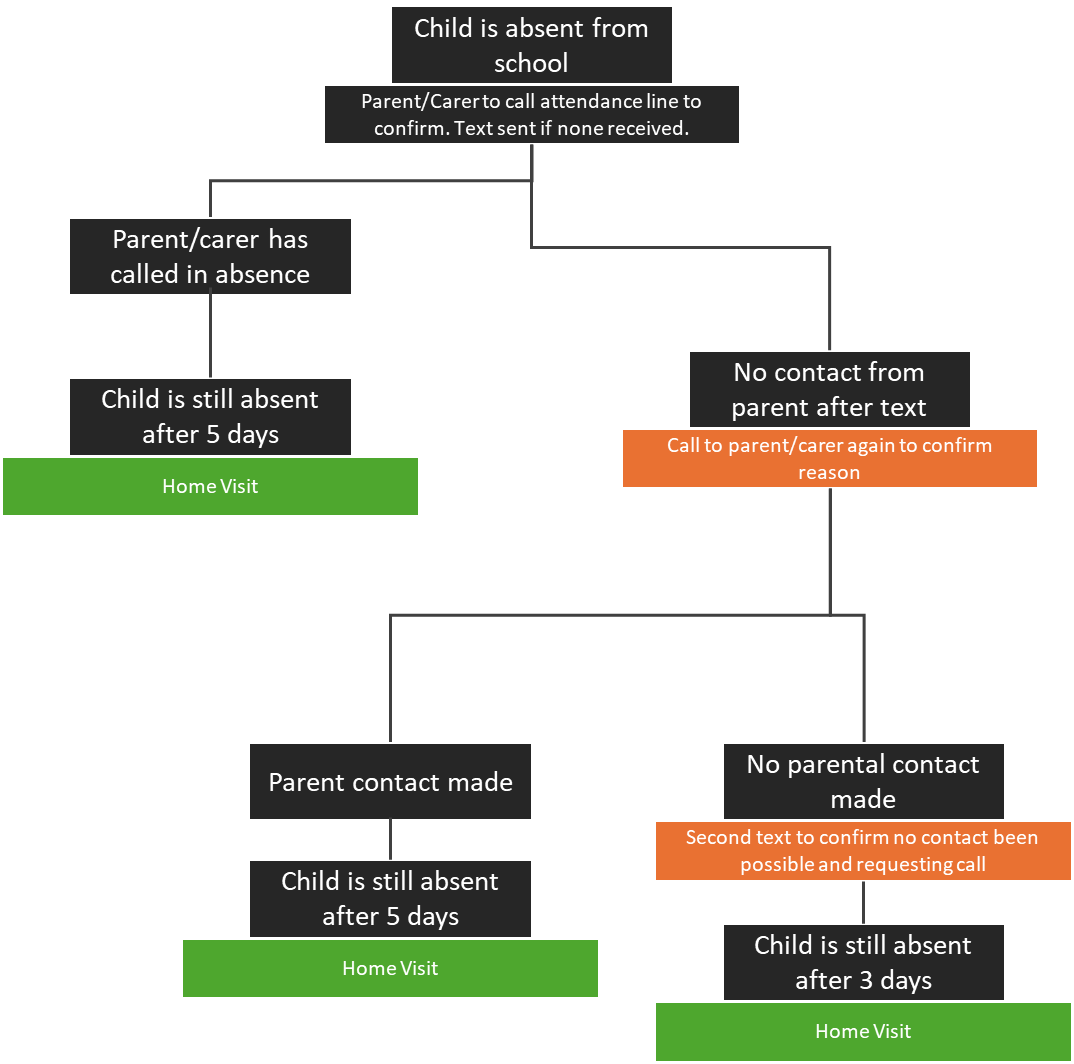 Child is absent from
school
Parent/Carer to call attendance line to
confirm. Text sent if none received.
Parent/carer has
called in absence
Child is still absent
after 5 days
Home Visit
No contact from
parent after text
Call to parent/carer again to confirm
reason
Parent contact made
Child is still absent
after 5 days
Home Visit
No parental contact
made
Second text to confirm no contact been
possible and requesting call
Child is still absent
after 3 days
Home Visit